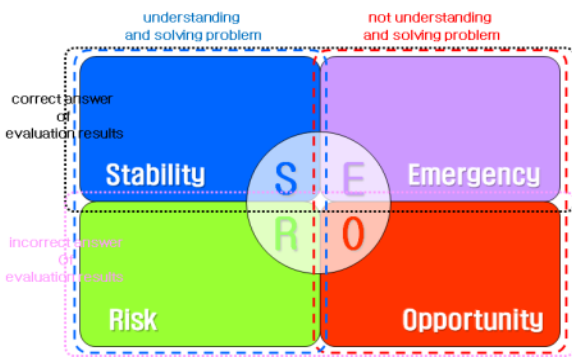 understanding
and solving problem
not understanding
and solving problem
correct answer
of
evaluation results
Stability
S
E
Emergency
incorrect answer
Of
evaluation results
R
O
Risk
Opportunity